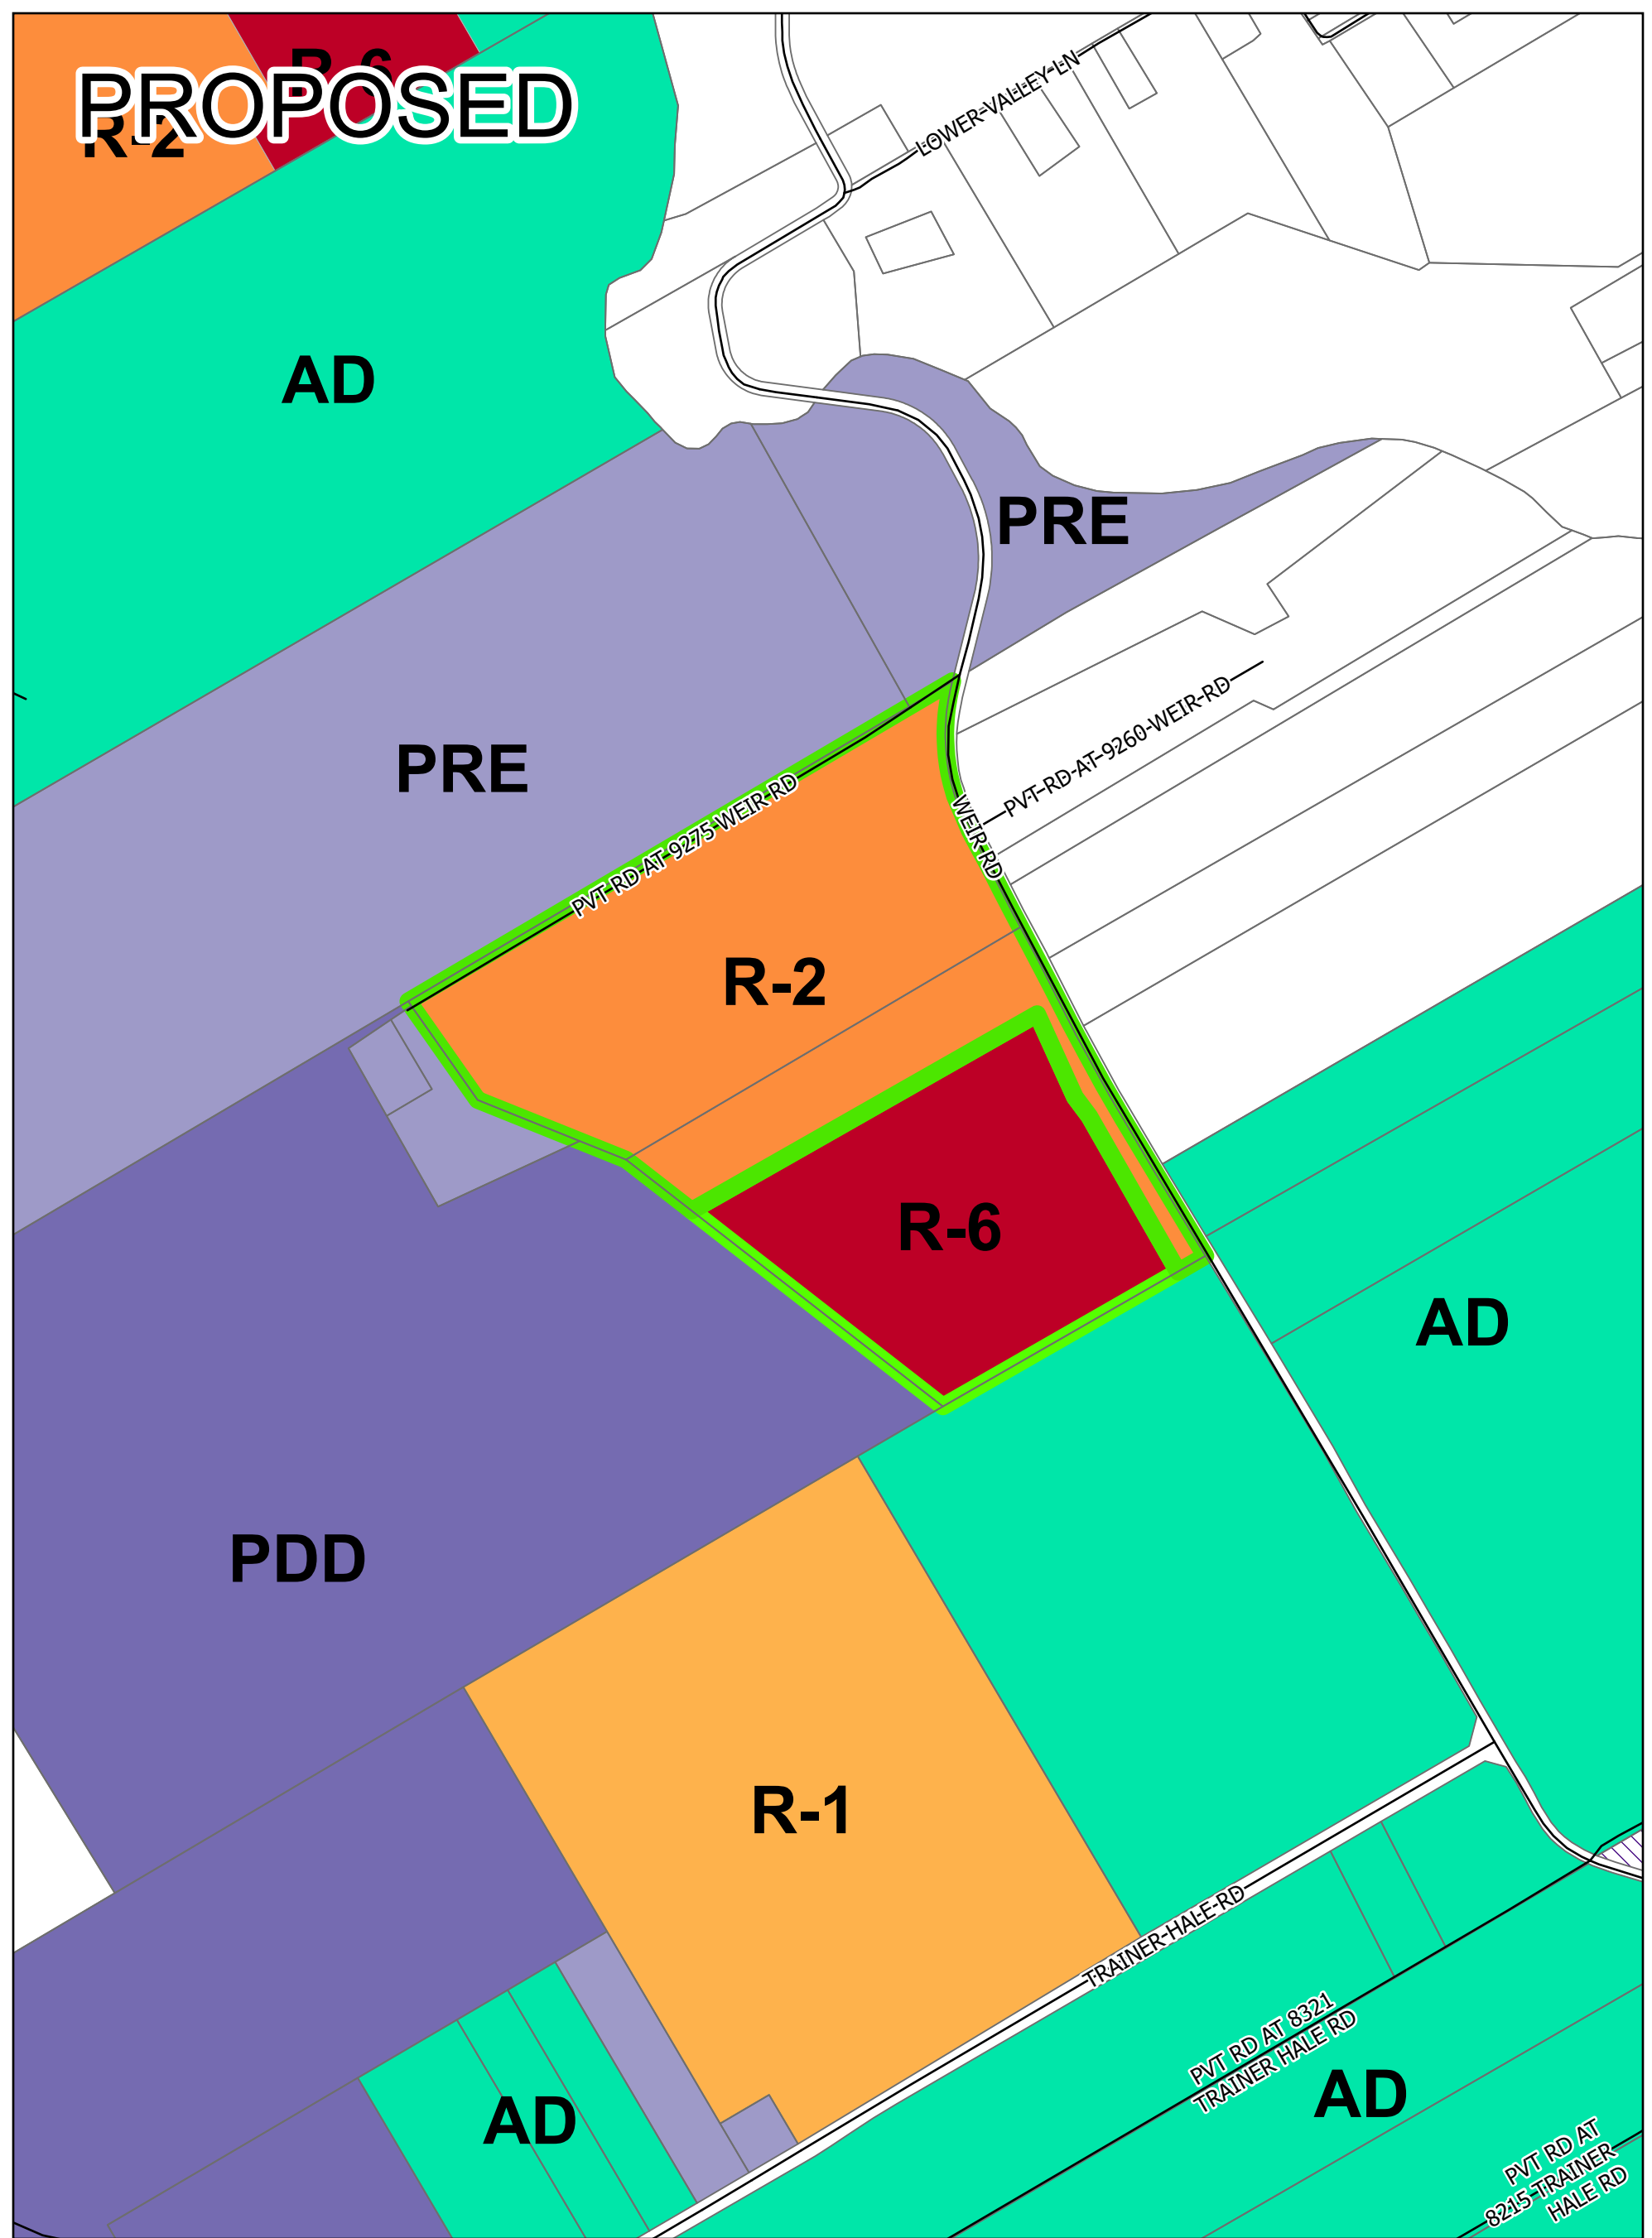 PROPOSED
R-6
R-2
LOWER VALLEY LN
AD
PRE
PRE
PVT RD AT 9260 WEIR RD
PVT RD AT 9275 WEIR RD
WEIR RD
R-2
R-6
AD
PDD
R-1
TRAINER HALE RD
PVT RD AT 8321
TRAINER HALE RD
AD
AD
PVT RD AT
8215 TRAINER
HALE RD